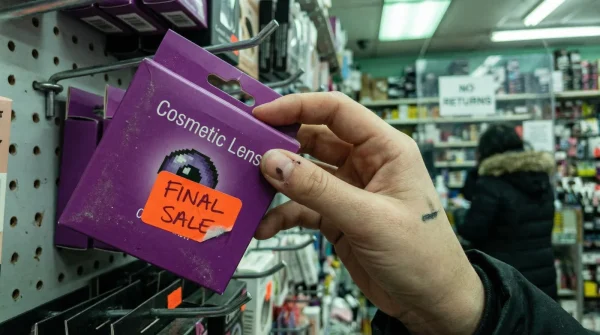 Cosmetic Lens
FINAL
SALE
NO
RETURNS